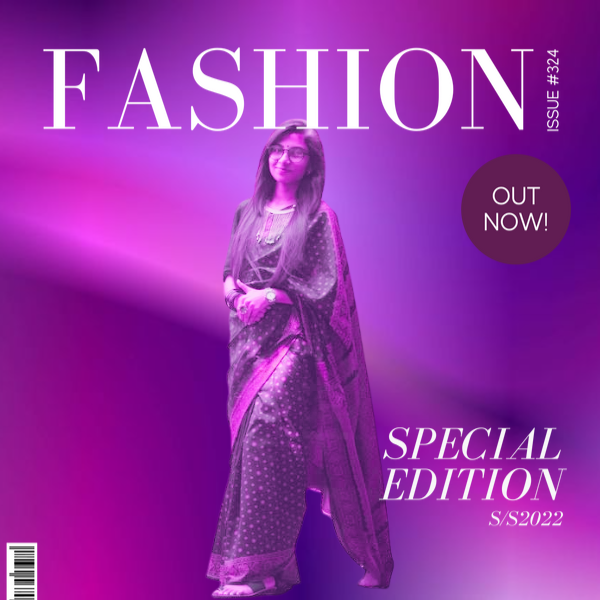 FASHION
ISSUE #324
OUT
NOW!
SPECIAL
EDITION
S/S2022